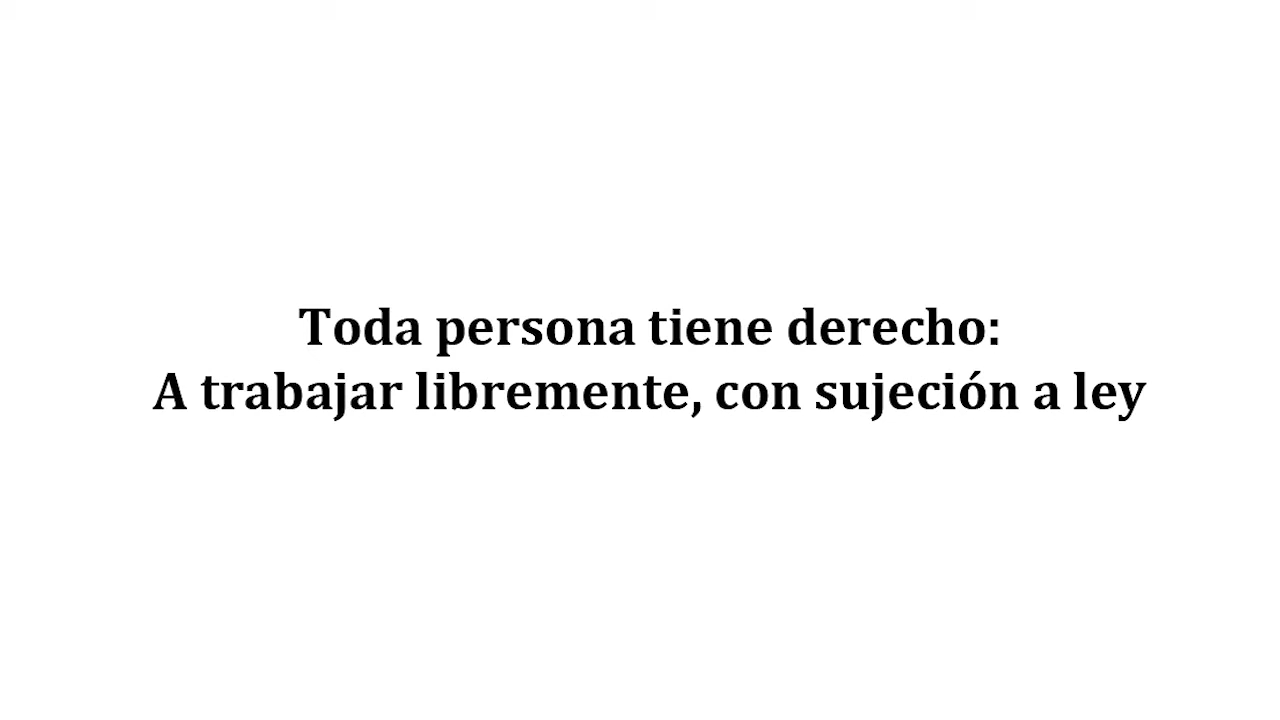 Toda persona tiene derecho:
A trabajar libremente, con sujeción a ley